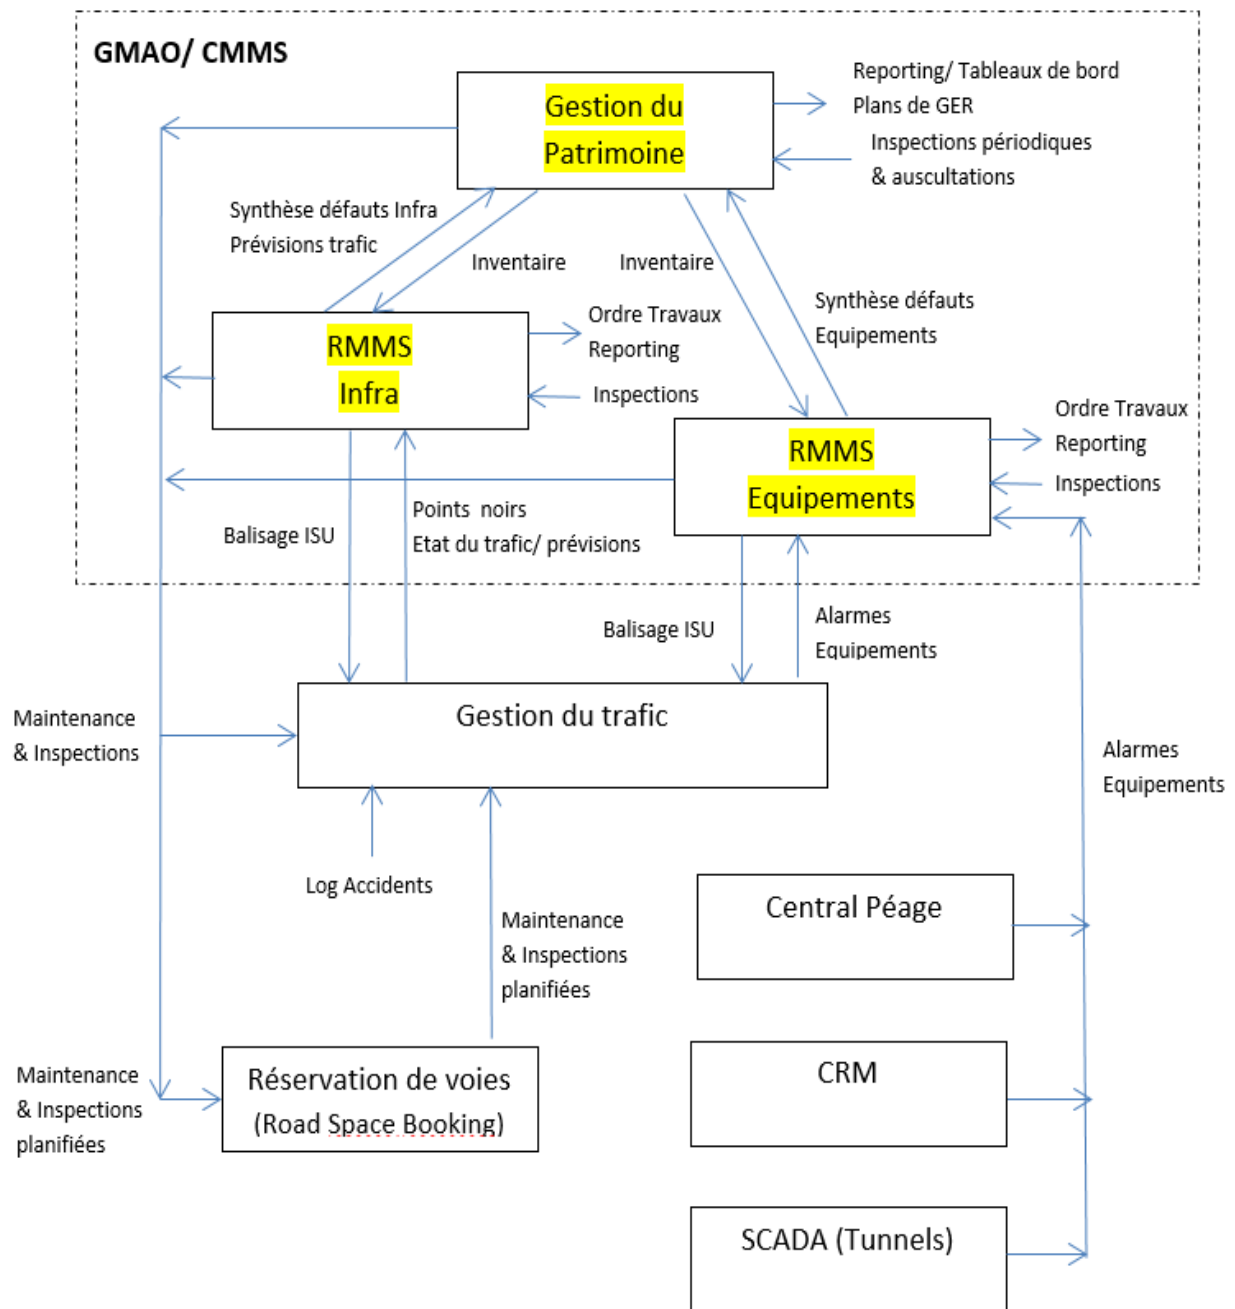 GMAO/ CMMS
Gestion du
Patrimoine
Reporting/ Tableaux de bord
Plans de GER
Inspections périodiques
& auscultations
Synthèse défauts Infra
Prévisions trafic
Inventaire
Inventaire
Synthèse défauts
Equipements
RMMS
Infra
Ordre Travaux
Reporting
Inspections
RMMS
Equipements
Ordre Travaux
Reporting
Inspections
Balisage ISU
Points noirs
Etat du trafic/ prévisions
Balisage ISU
Alarmes
Equipements
Gestion du trafic
Maintenance
& Inspections
Alarmes
Equipements
Log Accidents
Maintenance
& Inspections
planifiées
Central Péage
Réservation de voies
(Road Space Booking)
Maintenance
& Inspections
planifiées
CRM
SCADA (Tunnels)